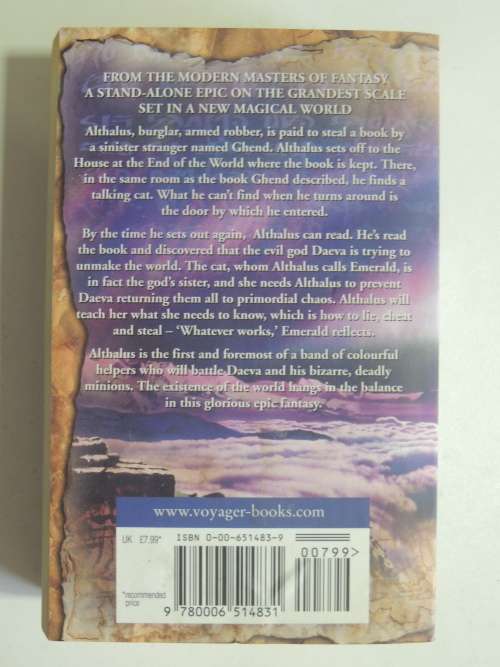 FROM THE MODERN MASTERS OF FANTASY
A STAND-ALONE EPIC ON THE GRANDEST SCALE
SET IN A NEW MAGICAL WORLD
Althalus, burglar, armed robber, is paid to steal a book by
a sinister stranger named Ghend. Althalus sets off to the
House at the End of the World where the book is kept. There,
in the same room as the book Ghend described, he finds a
talking cat. What he can't find when he turns around is
the door by which he entered.
By the time he sets out again, Althalus can read. He's read
the book and discovered that the evil god Daeva is trying to
unmake the world. The cat, whom Althalus calls Emerald, is
in fact the god's sister, and she needs Althalus to prevent
Daeva returning them all to primordial chaos. Althalus will
teach her what she needs to know, which is how to lie, cheat
and steal – 'Whatever works,' Emerald reflects.
Althalus is the first and foremost of a band of colourful
helpers who will battle Daeva and his bizarre, deadly
minions. The existence of the world hangs in the balance
in this glorious epic fantasy.
www.voyager-books.com
UK £7.99*
ISBN 0-00-651483-9
00799>
*recommended
price
9 780006 514831